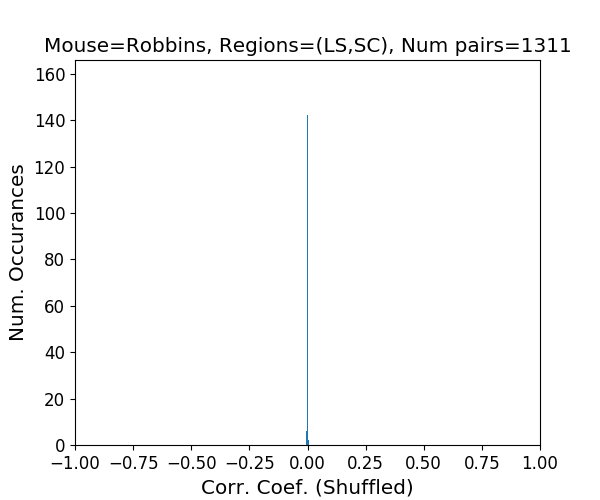 Mouse=Robbins, Regions=(LS,SC), Num pairs=1311
160
140
120
100
80
60
40
20
0
Num. Occurances
−1.00 −0.75 −0.50 −0.25 0.00 0.25 0.50 0.75 1.00
Corr. Coef. (Shuffled)